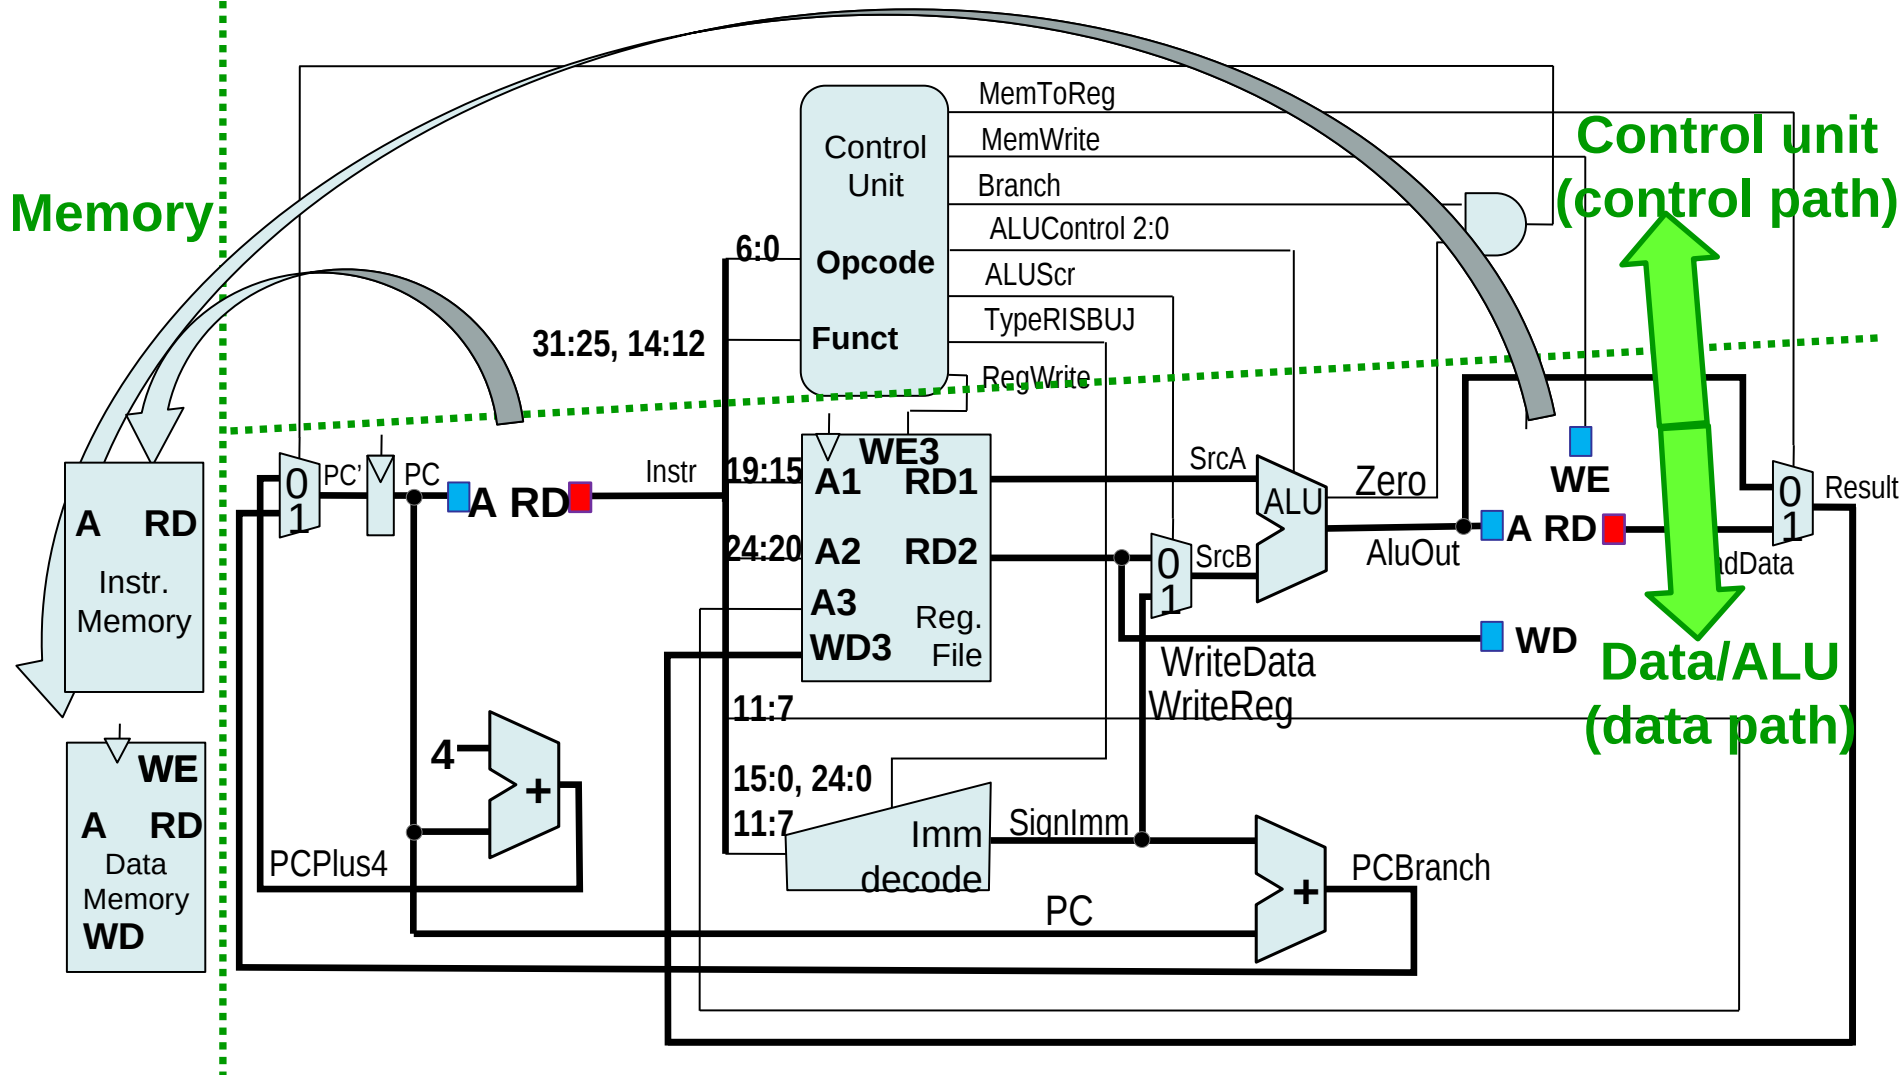 MemToReg
Control unit
(control path)
MemWrite
Control
Unit
Branch
Memory
ALUControl 2:0
6:0
Opcode
ALUScr
TypeRISBUJ
31:25, 14:12
Funct
RegWrite
WE3
PC’
PC
Instr
19:15
A1
RD1
SrcA
Zero
WE
Result
0
1
A RD
ALU
0
1
A RD
Instr.
Memory
24:20
A2
RD2
0
1
SrcB
AluOut
A RD
adData
A3
Reg.
File
WD3
WriteData
WD
Data/ALU
(data path)
WriteReg
11:7
4
+
WE
15:0, 24:0
11:7
A RD
Data
Memory
WD
PCPlus4
Imm
decode
SignImm
PCBranch
+
PC